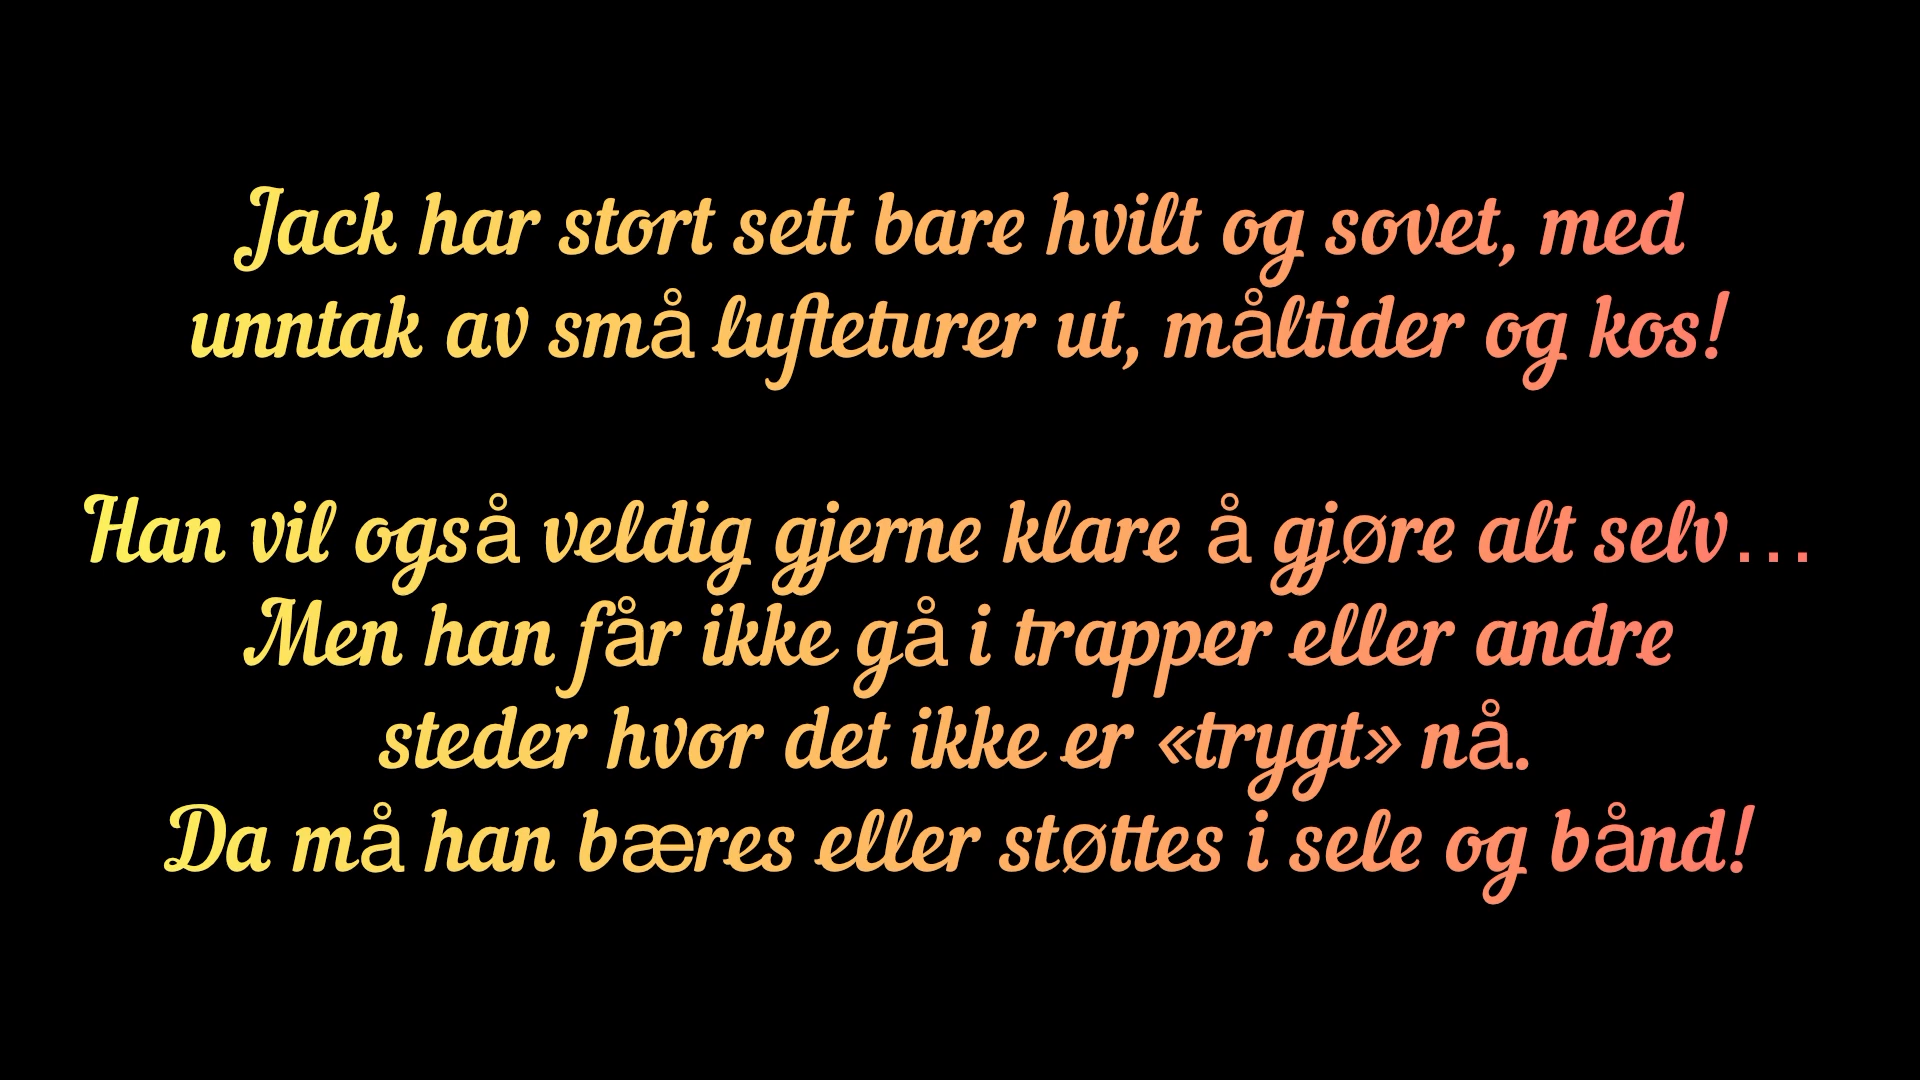 Jack har stort sett bare hvilt og sovet, med
unntak av små lufteturer ut, måltider og kos!
Han vil også veldig gjerne klare å gjøre alt selv...
Men han får ikke gå i trapper eller andre
steder hvor det ikke er «trygt» nå.
Da må han bæres eller støttes i sele og bånd!